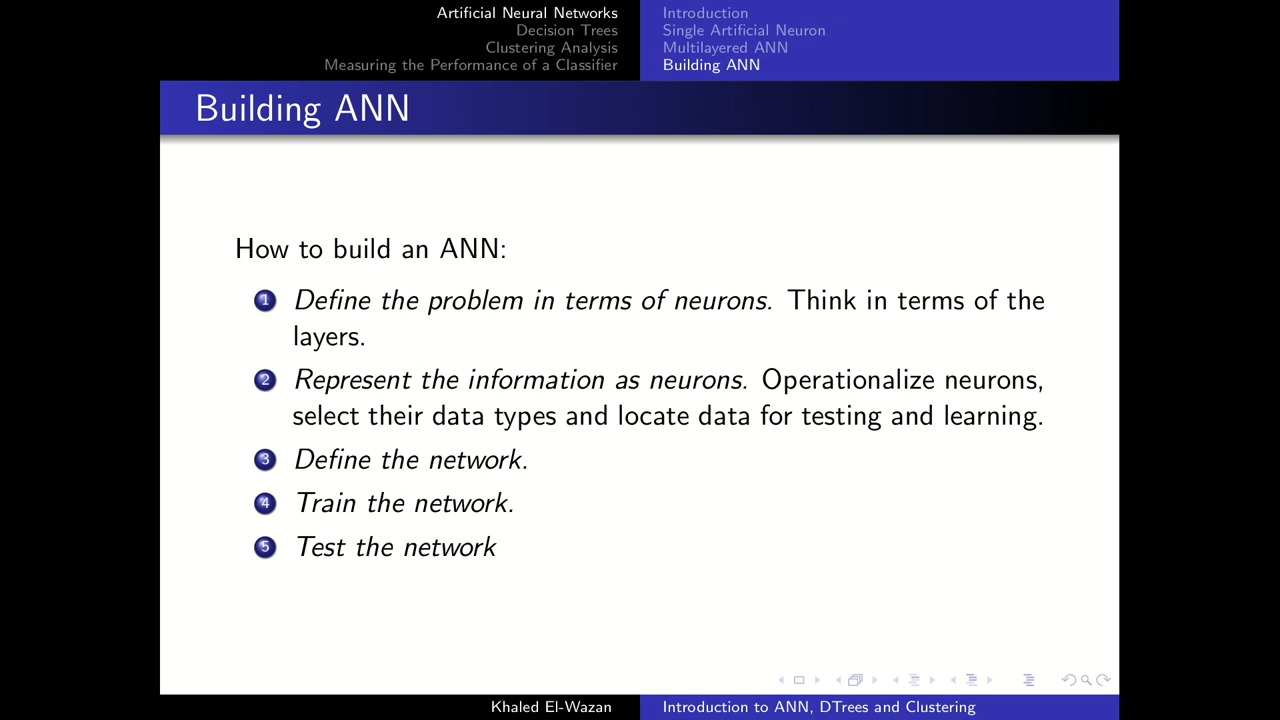 Artificial Neural Networks
Decision Trees
Clustering Analysis
Measuring the Performance of a Classifier
Introduction
Single Artificial Neuron
Multilayered ANN
Building ANN
Building ANN
How to build an ANN:
1 Define the problem in terms of neurons. Think in terms of the
layers.
2 Represent the information as neurons. Operationalize neurons,
select their data types and locate data for testing and learning.
3 Define the network.
4 Train the network.
5 Test the network
Khaled El-Wazan
Introduction to ANN, DTrees and Clustering